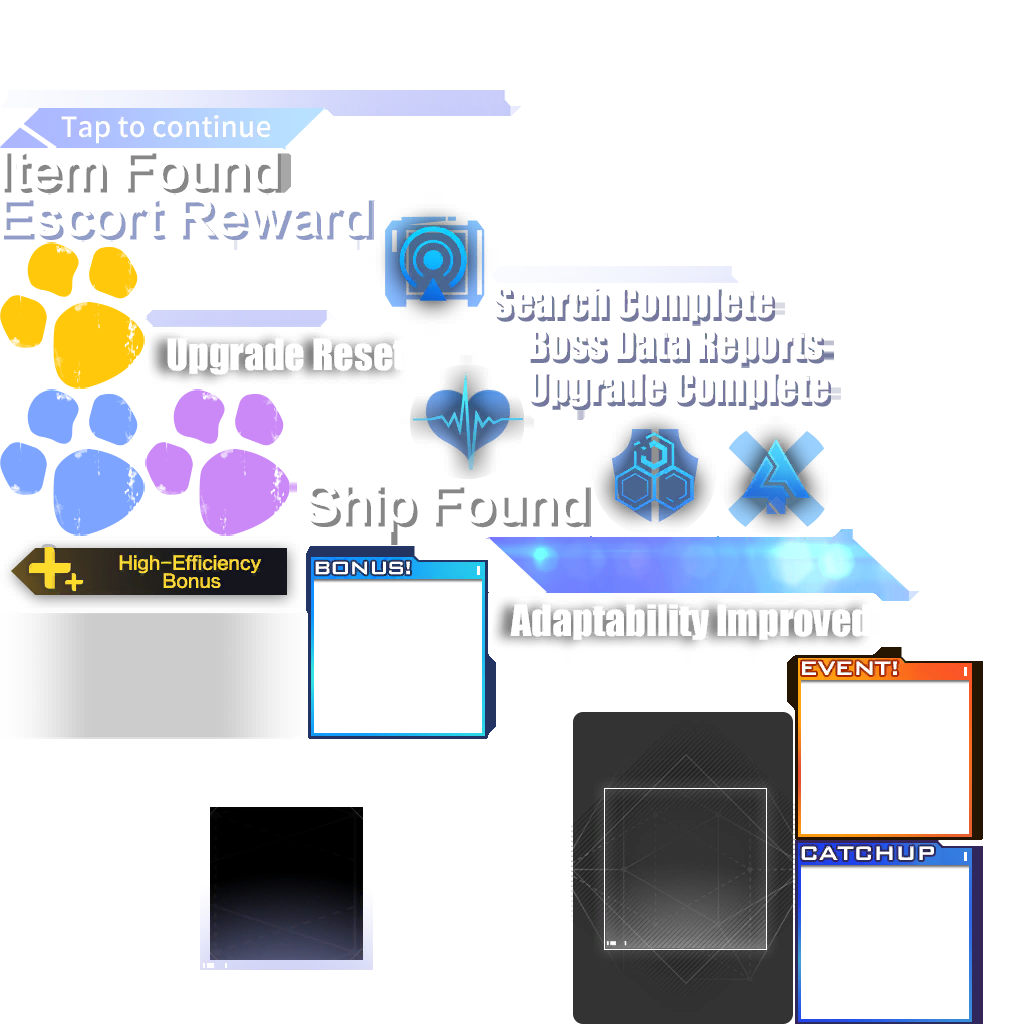 Tap to continue
Item Found
Escort Reward
Search Complete
Boss Data Reports
Upgrade Reset
Upgrade Complete
Ship Found
High-Efficiency
Bonus
BONUS!
Adaptability Improved
EVENT!
CATCHUP